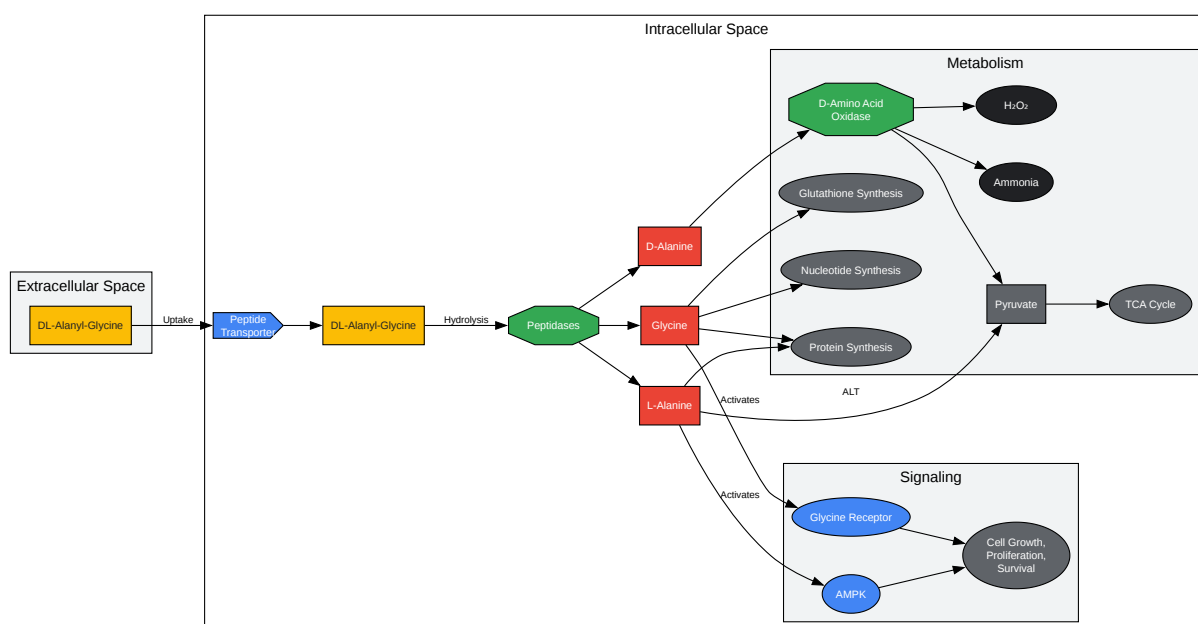 Intracellular Space
Metabolism
D-Amino Acid
Oxidase
H₂O₂
Ammonia
Glutathione Synthesis
D-Alanine
Nucleotide Synthesis
Extracellular Space
DL-Alanyl-Glycine
Uptake
Peptide
Transporter
DL-Alanyl-Glycine
Hydrolysis
Peptidases
Glycine
Pyruvate
TCA Cycle
Protein Synthesis
L-Alanine
Activates
ALT
Signaling
Activates
Glycine Receptor
Cell Growth,
Proliferation,
Survival
AMPK